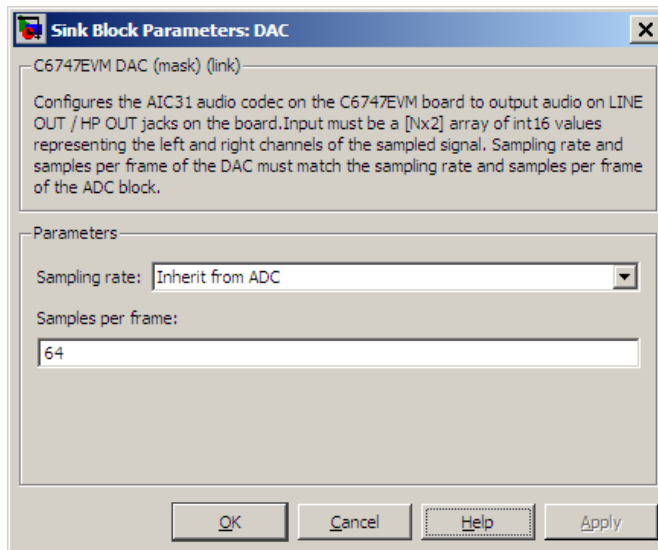 Sink Block Parameters: DAC
C6747EVM DAC (mask) (link)
Configures the AIC31 audio codec on the C6747EVM board to output audio on LINE
OUT / HP OUT jacks on the board.Input must be a [Nx2] array of int16 values
representing the left and right channels of the sampled signal. Sampling rate and
samples per frame of the DAC must match the sampling rate and samples per frame
of the ADC block.
Parameters
Sampling rate: Inherit from ADC
Samples per frame:
64
OK Cancel Help Apply